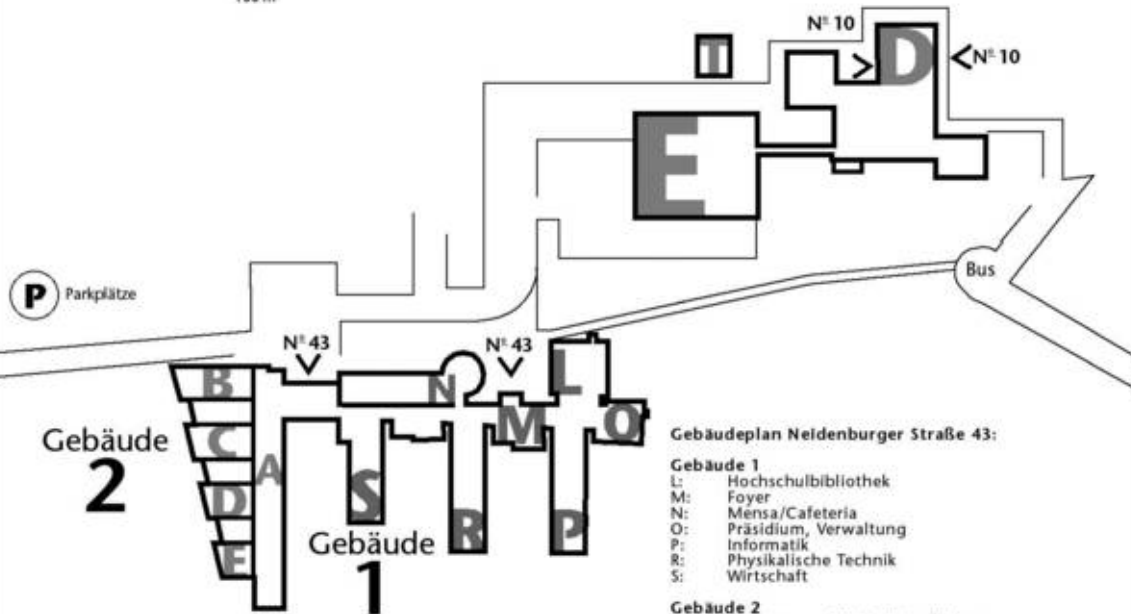 Nº 10
T
D
Nº 10
E
Bus
P Parkplätze
Nº 43
Nº 43
B
N
L
M
O
C
Gebäude
2
A
D
S
R
P
E
Gebäude
1
Gebäudeplan Neidenburger Straße 43:
Gebäude 1
L: Hochschulbibliothek
M: Foyer
N: Mensa/Cafeteria
O: Präsidium, Verwaltung
P: Informatik
R: Physikalische Technik
S: Wirtschaft
Gebäude 2